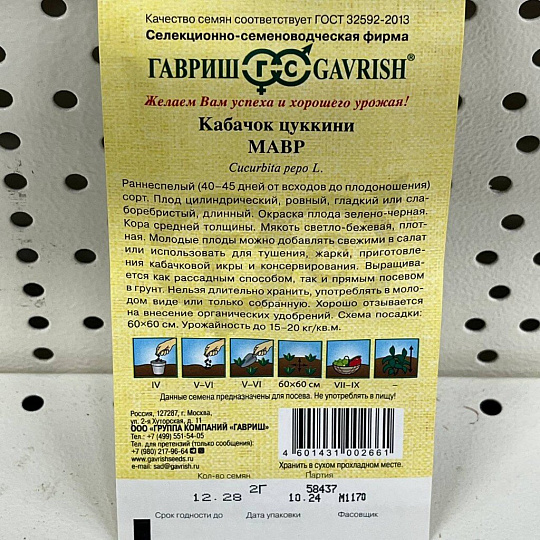 Качество семян соответствует ГОСТ 32592-2013
Селекционно-семеноводческая фирма
ГАВРИШ ГС GAVRISH®
Желаем Вам успеха и хорошего урожая!
Кабачок цуккини
МАВР
Cucurbita pepo L.
Раннеспелый (40–45 дней от всходов до плодоношения)
сорт. Плод цилиндрический, ровный, гладкий или сла-
боребристый, длинный. Окраска плода зелено-черная.
Кора средней толщины. Мякоть светло-бежевая, плот-
ная. Молодые плоды можно добавлять свежими в салат
или использовать для тушения, жарки, приготовле-
ния кабачковой икры и консервирования. Выращива-
ется как рассадным способом, так и прямым посевом
в грунт. Нельзя длительно хранить, употреблять в моло-
дом виде или только собранную. Хорошо отзывается
на внесение органических удобрений. Схема посадки:
60×60 см. Урожайность до 15–20 кг/кв.м.
IV V–VI V–VI 60×60 см VII–IX –
Данные семена предназначены для посева. Не употреблять в пищу!
Россия, 127287, г. Москва,
ул. 2-я Хуторская, д. 11
ООО «ГРУППА КОМПАНИЙ «ГАВРИШ»
Тел.: +7 (499) 551-54-05
Тел. для претензий (только сообщения):
+7 (980) 217-96-64
www.gavrishseeds.ru
e-mail: sad@gavrish.ru
4 601431 002661
Хранить в сухом прохладном месте.
Кол-во семян Партия
12.28 2Г 58437
10.24 М1170
Срок годности до Дата упаковки Фасовщик